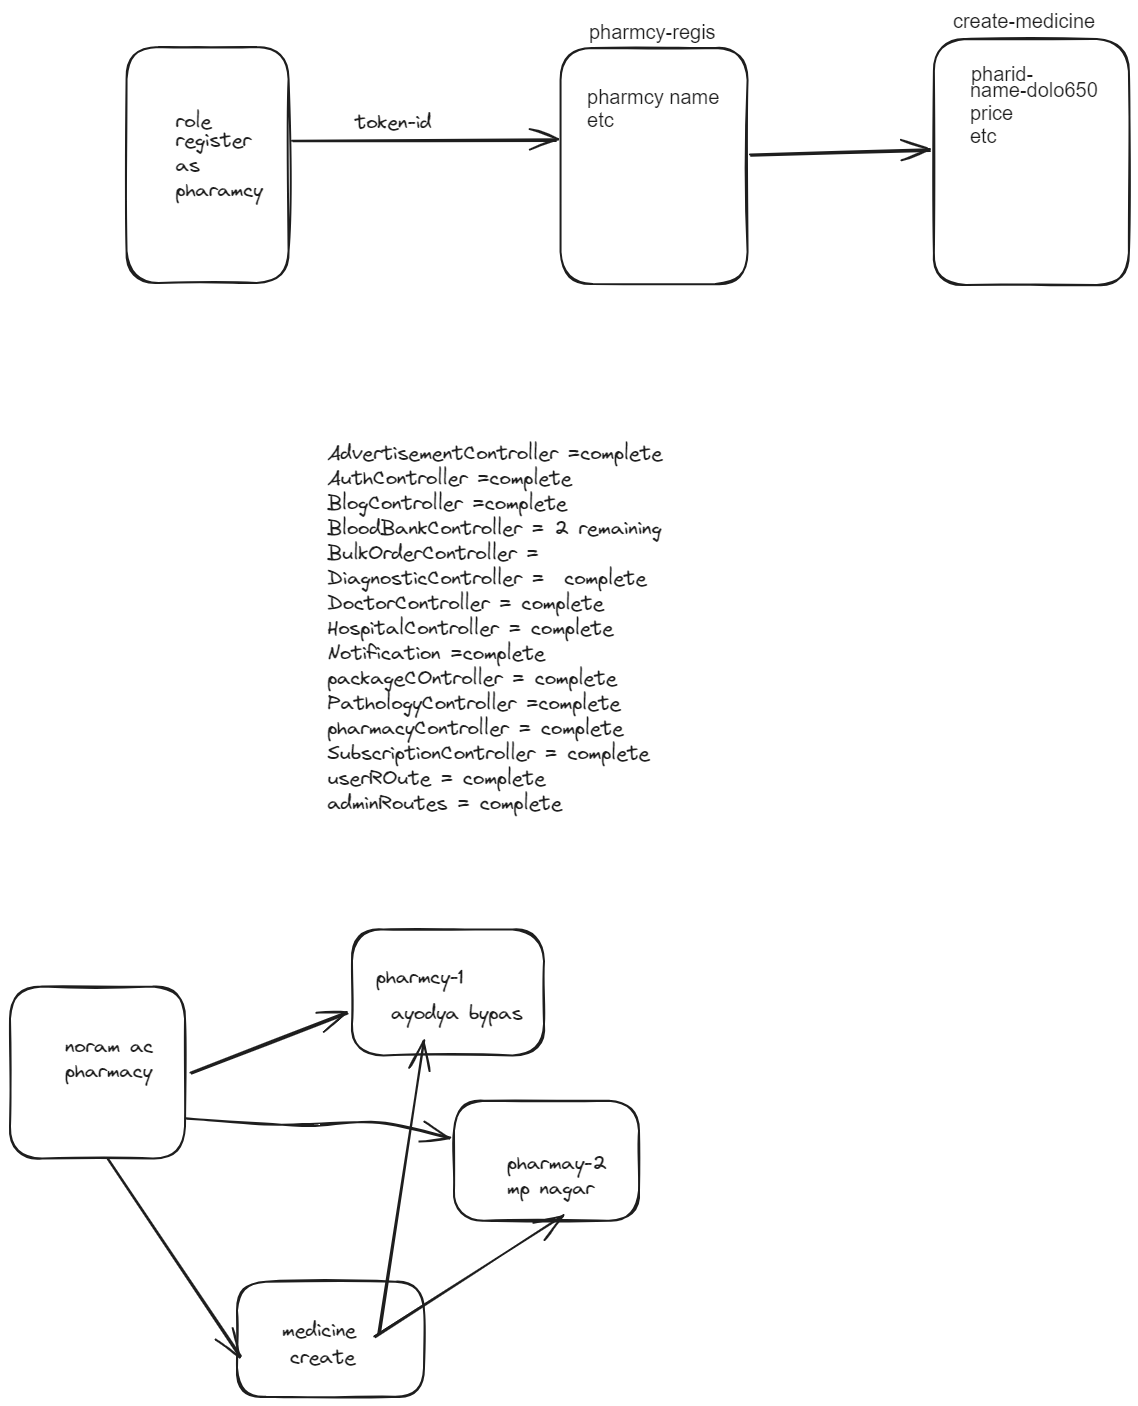 create-medicine
pharmcy-regis
pharid-
name-dolo650
price
etc
pharmcy name
etc
role
register
as
pharamcy
token-id
AdvertisementController =complete
AuthController =complete
BlogController =complete
BloodBankController = 2 remaining
BulkOrderController =
DiagnosticController =  complete
DoctorController = complete
HospitalController = complete
Notification =complete
packageCOntroller = complete
PathologyController =complete
pharmacyController = complete
SubscriptionController = complete
userROute = complete
adminRoutes = complete
pharmcy-1
ayodya bypas
noram ac
pharmacy
pharmay-2
mp nagar
medicine
create